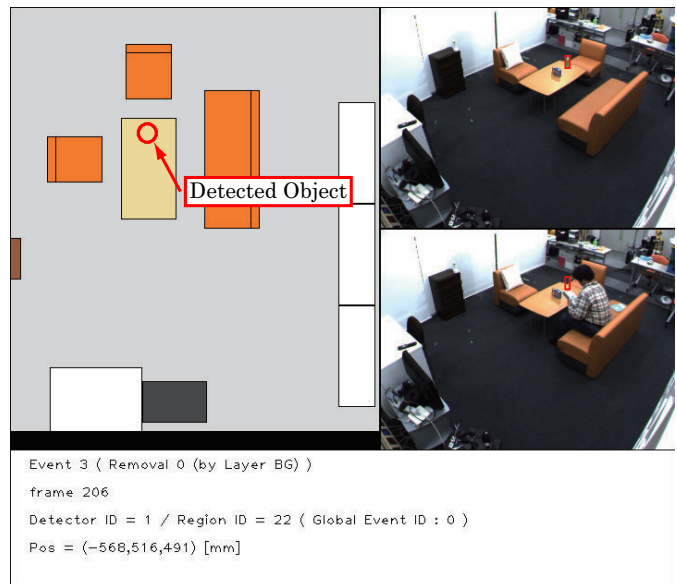 Detected Object
Event 3 ( Removal 0 (by Layer BG) )
frame 206
Detector ID = 1 / Region ID = 22 ( Global Event ID : 0 )
Pos = (-568,516,491) [mm]